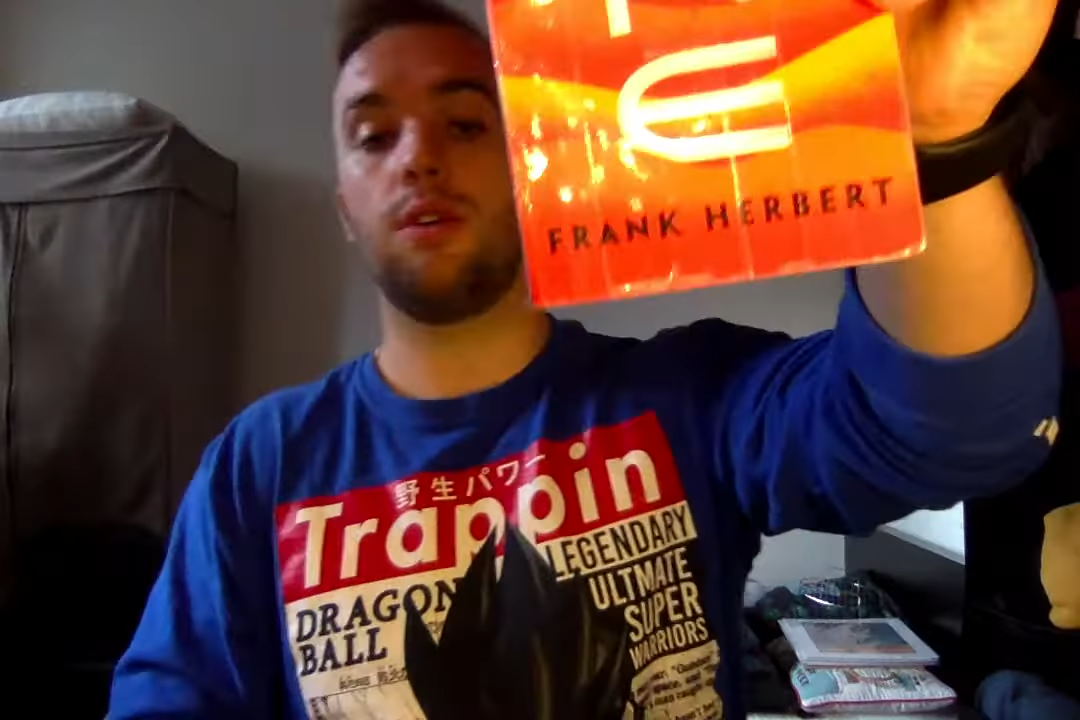 E
FRANK HERBERT
野生パワー
Trappin
DRAGON
BALL
LEGENDARY
ULTMATE
SUPER
WARRIORS